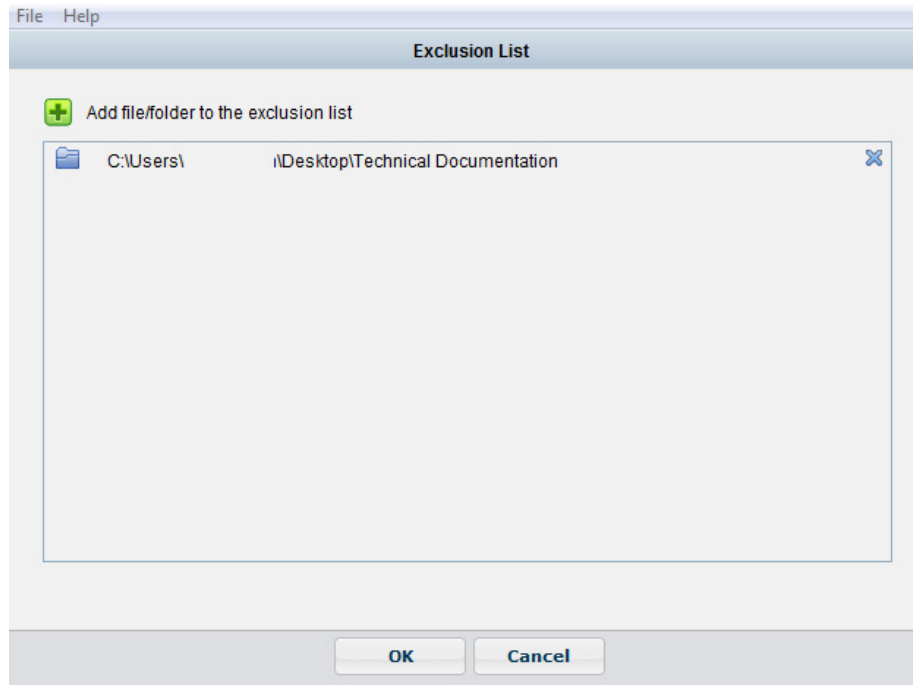 File Help
Exclusion List
Add file/folder to the exclusion list
C:\Users\ \Desktop\Technical Documentation
OK Cancel